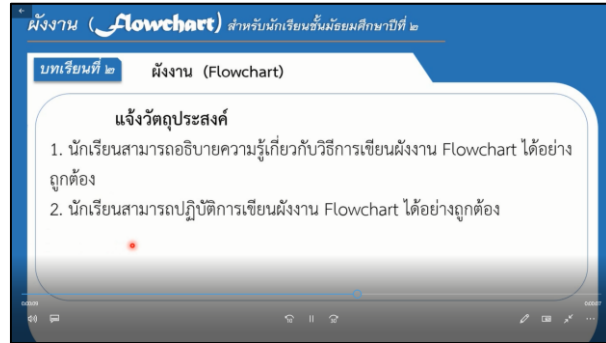 ผังงาน (Flowchart) สำหรับนักเรียนชั้นมัธยมศึกษาปีที่ ๒
บทเรียนที่ ๒ ผังงาน (Flowchart)
แจ้งวัตถุประสงค์
1. นักเรียนสามารถอธิบายความรู้เกี่ยวกับวิธีการเขียนผังงาน Flowchart ได้อย่าง
ถูกต้อง
2. นักเรียนสามารถปฏิบัติการเขียนผังงาน Flowchart ได้อย่างถูกต้อง